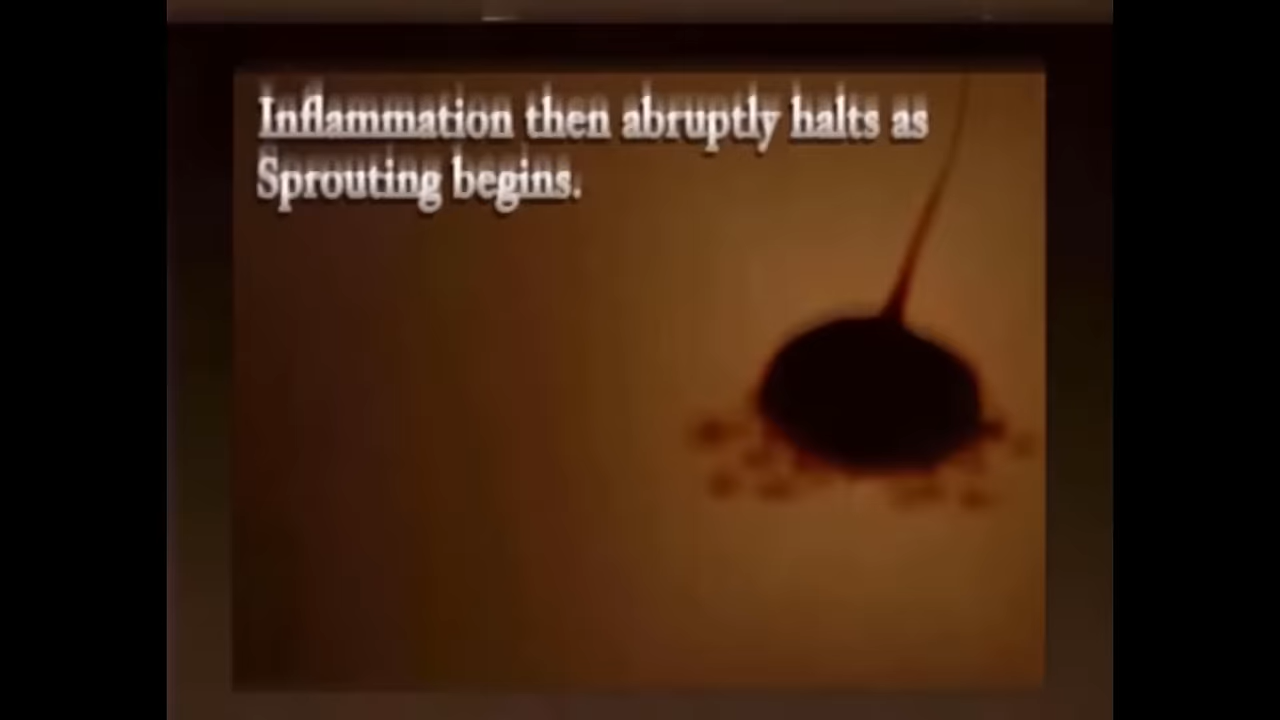 Inflammation then abruptly halts as
Sprouting begins.